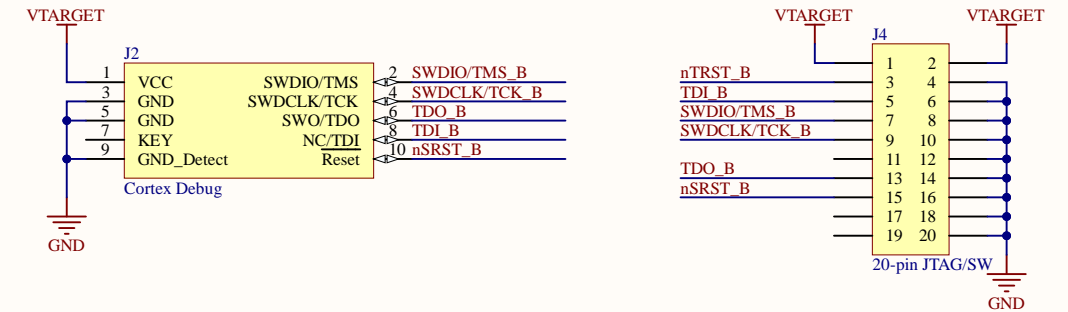 VTARGET
VTARGET
VTARGET
J2
J4
1 VCC SWDIO/TMS 2 SWDIO/TMS_B
3 GND SWDCLK/TCK 4 SWDCLK/TCK_B
5 GND SWO/TDO 6 TDO_B
7 KEY NC/TDI 8 TDI_B
9 GND_Detect Reset 10 nSRST_B
Cortex Debug
GND
1 2
nTRST_B 3 4
TDI_B 5 6
SWDIO/TMS_B 7 8
SWDCLK/TCK_B 9 10
11 12
TDO_B 13 14
nSRST_B 15 16
17 18
19 20
20-pin JTAG/SW
GND